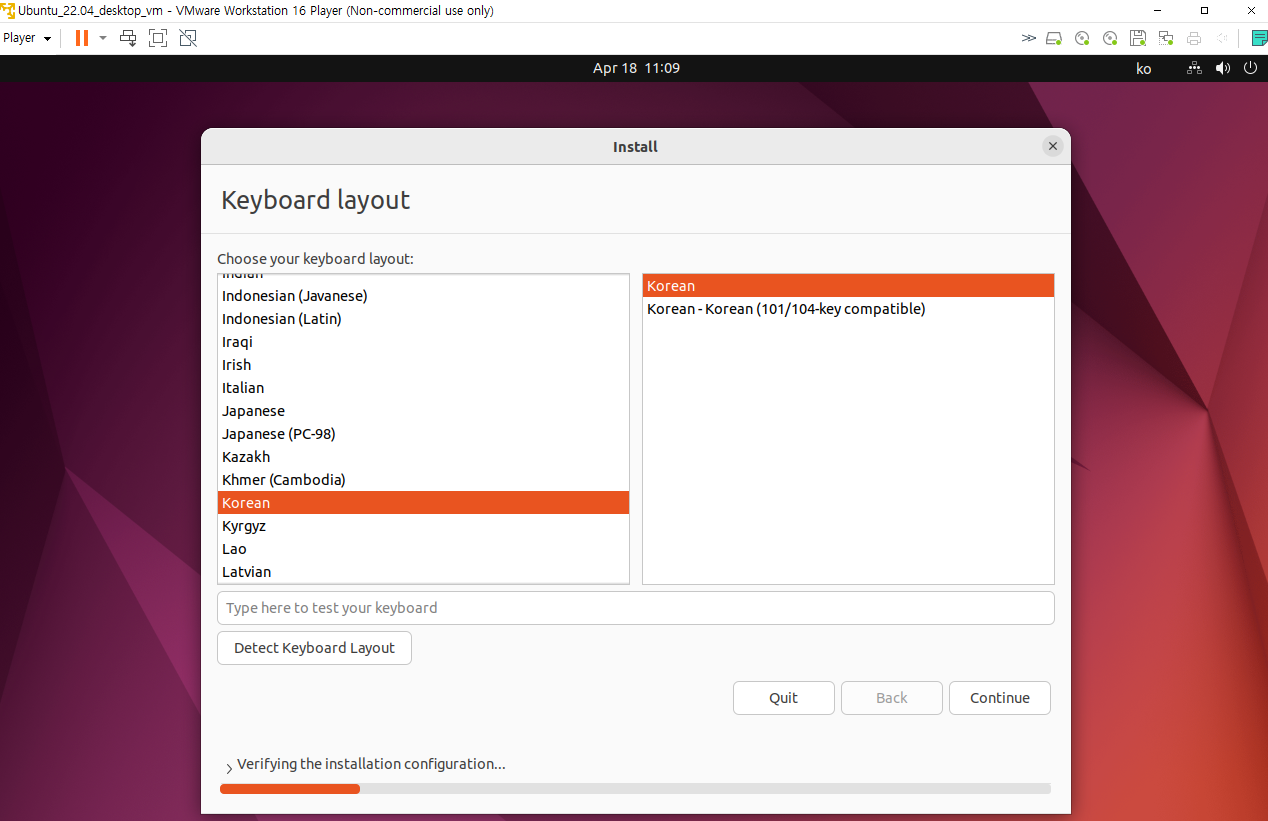 Ubuntu_22.04_desktop_vm - VMware Workstation 16 Player (Non-commercial use only)
Player
Apr 18 11:09
ko
Install
Keyboard layout
Choose your keyboard layout:
Indian
Indonesian (Javanese)
Indonesian (Latin)
Iraqi
Irish
Italian
Japanese
Japanese (PC-98)
Kazakh
Khmer (Cambodia)
Korean
Kyrgyz
Lao
Latvian
Korean
Korean - Korean (101/104-key compatible)
Type here to test your keyboard
Detect Keyboard Layout
Quit
Back
Continue
Verifying the installation configuration...